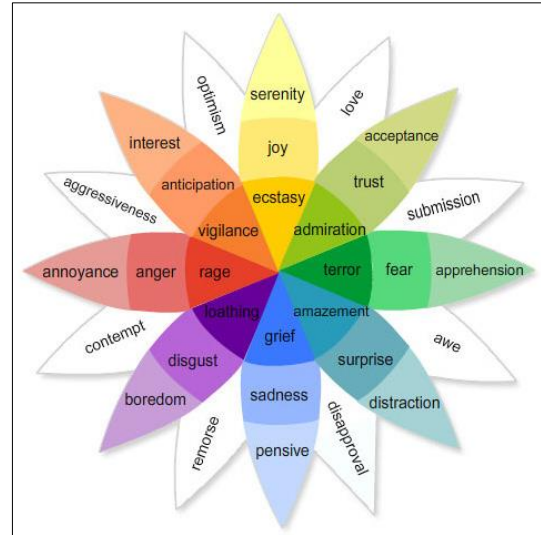 serenity
optimism
love
interest
joy
acceptance
anticipation
trust
aggressiveness
ecstasy
submission
vigilance
admiration
annoyance anger rage terror fear apprehension
loathing
amazement
contempt
grief
awe
disgust
surprise
boredom
sadness
distraction
remorse
disapproval
pensive